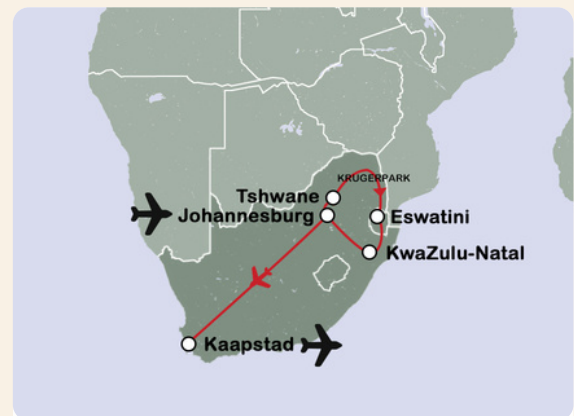 KRUGERPARK
Tshwane
Johannesburg
Eswatini
KwaZulu-Natal
Kaapstad